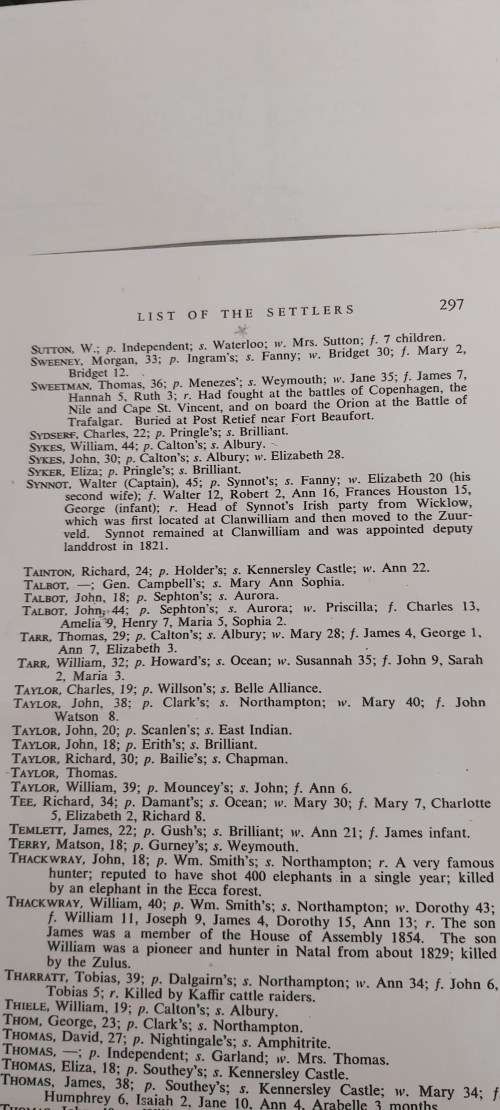 LIST OF THE SETTLERS 297
SUTTON, W.; p. Independent; s. Waterloo; w. Mrs. Sutton; f. 7 children.
SWEENEY, Morgan, 33; p. Ingram's; s. Fanny; w. Bridget 30; f. Mary 2,
Bridget 12.
SWEETMAN, Thomas, 36; p. Menezes'; s. Weymouth; w. Jane 35; f. James 7,
Hannah 5, Ruth 3; r. Had fought at the battles of Copenhagen, the
Nile and Cape St. Vincent, and on board the Orion at the Battle of
Trafalgar. Buried at Post Retief near Fort Beaufort.
SYDSERF, Charles, 22; p. Pringle's; s. Brilliant.
SYKES, William, 44; p. Calton's; s. Albury.
SYKES, John, 30; p. Calton's; s. Albury; w. Elizabeth 28.
SYKER, Eliza; p. Pringle's; s. Brilliant.
SYNNOT, Walter (Captain), 45; p. Synnot's; s. Fanny; w. Elizabeth 20 (his
second wife); f. Walter 12, Robert 2, Ann 16, Frances Houston 15,
George (infant); r. Head of Synnot's Irish party from Wicklow,
which was first located at Clanwilliam and then moved to the Zuur-
veld. Synnot remained at Clanwilliam and was appointed deputy
landdrost in 1821.
TAINTON, Richard, 24; p. Holder's; s. Kennersley Castle; w. Ann 22.
TALBOT, —; Gen. Campbell's; s. Mary Ann Sophia.
TALBOT, John, 18; p. Sephton's; s. Aurora.
TALBOT, John, 44; p. Sephton's; s. Aurora; w. Priscilla; f. Charles 13,
Amelia 9, Henry 7, Maria 5, Sophia 2.
TARR, Thomas, 29; p. Calton's; s. Albury; w. Mary 28; f. James 4, George 1,
Ann 7, Elizabeth 3.
TARR, William, 32; p. Howard's; s. Ocean; w. Susannah 35; f. John 9, Sarah
2, Maria 3.
TAYLOR, Charles, 19; p. Willson's; s. Belle Alliance.
TAYLOR, John, 38; p. Clark's; s. Northampton; w. Mary 40; f. John
Watson 8.
TAYLOR, John, 20; p. Scanlen's; s. East Indian.
TAYLOR, John, 18; p. Erith's; s. Brilliant.
TAYLOR, Richard, 30; p. Bailie's; s. Chapman.
TAYLOR, Thomas.
TAYLOR, William, 39; p. Mouncey's; s. John; f. Ann 6.
TEE, Richard, 34; p. Damant's; s. Ocean; w. Mary 30; f. Mary 7, Charlotte
5, Elizabeth 2, Richard 8.
TEMLETT, James, 22; p. Gush's; s. Brilliant; w. Ann 21; f. James infant.
TERRY, Matson, 18; p. Gurney's; s. Weymouth.
THACKWRAY, John, 18; p. Wm. Smith's; s. Northampton; r. A very famous
hunter; reputed to have shot 400 elephants in a single year; killed
by an elephant in the Ecca forest.
THACKWRAY, William, 40; p. Wm. Smith's; s. Northampton; w. Dorothy 43;
f. William 11, Joseph 9, James 4, Dorothy 15, Ann 13; r. The son
James was a member of the House of Assembly 1854. The son
William was a pioneer and hunter in Natal from about 1829; killed
by the Zulus.
THARRATT, Tobias, 39; p. Dalgairn's; s. Northampton; w. Ann 34; f. John 6,
Tobias 5; r. Killed by Kaffir cattle raiders.
THIELE, William, 19; p. Calton's; s. Albury.
THOM, George, 23; p. Clark's; s. Northampton.
THOMAS, David, 27; p. Nightingale's; s. Amphitrite.
THOMAS, —; p. Independent; s. Garland; w. Mrs. Thomas.
THOMAS, Eliza, 18; p. Southey's; s. Kennersley Castle.
THOMAS, James, 38; p. Southey's; s. Kennersley Castle; w. Mary 34; f.
Humphrey 6, Isaiah 2, Jane 10, Ann 4, Arabelle 3 months.